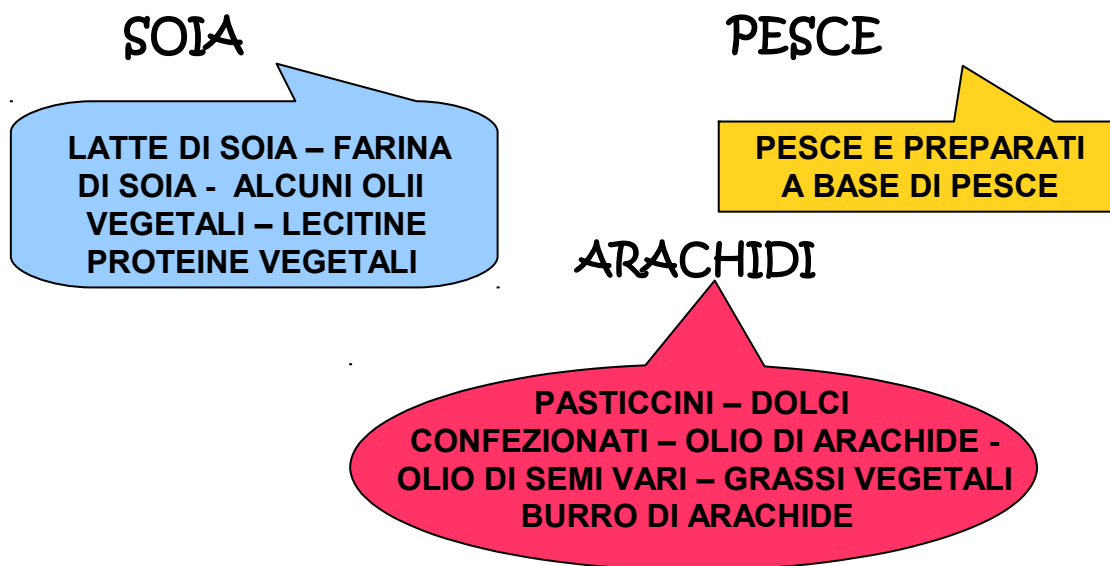 SOIA
LATTE DI SOIA – FARINA
DI SOIA - ALCUNI OLII
VEGETALI – LECITINE
PROTEINE VEGETALI
PESCE
PESCE E PREPARATI
A BASE DI PESCE
ARACHIDI
PASTICCINI – DOLCI
CONFEZIONATI – OLIO DI ARACHIDE -
OLIO DI SEMI VARI – GRASSI VEGETALI
BURRO DI ARACHIDE